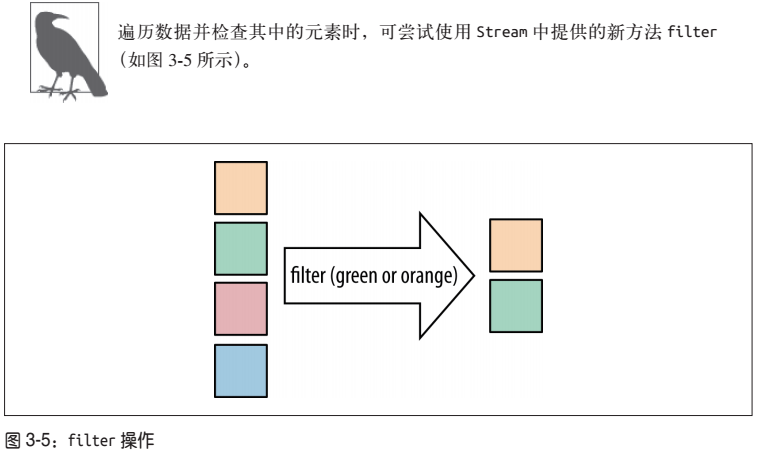 遍历数据并检查其中的元素时，可尝试使用 Stream 中提供的新方法 filter
（如图 3-5 所示）。
filter (green or orange)
图 3-5：filter 操作